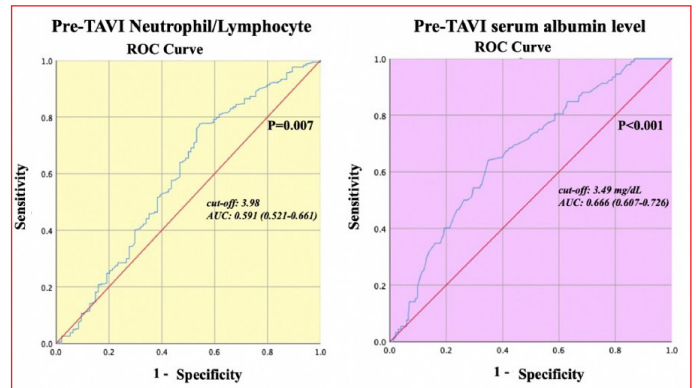 Pre-TAVI Neutrophil/Lymphocyte
ROC Curve
1.0
0.8
0.6
0.4
0.2
0.0
Sensitivity
P=0.007
cut-off: 3.98
AUC: 0.591 (0.521-0.661)
0.0 0.2 0.4 0.6 0.8 1.0
1 - Specificity
Pre-TAVI serum albumin level
ROC Curve
1.0
0.8
0.6
0.4
0.2
0.0
Sensitivity
P<0.001
cut-off: 3.49 mg/dL
AUC: 0.666 (0.607-0.726)
0.0 0.2 0.4 0.6 0.8 1.0
1 - Specificity